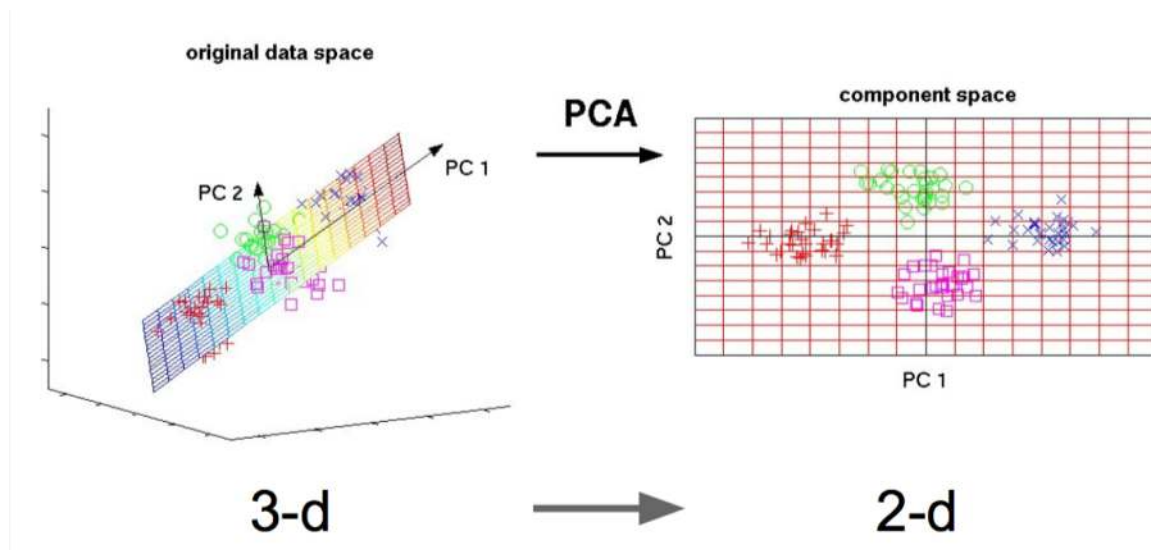 original data space
PC 1
PC 2
PCA
component space
PC 2
PC 1
3-d
2-d